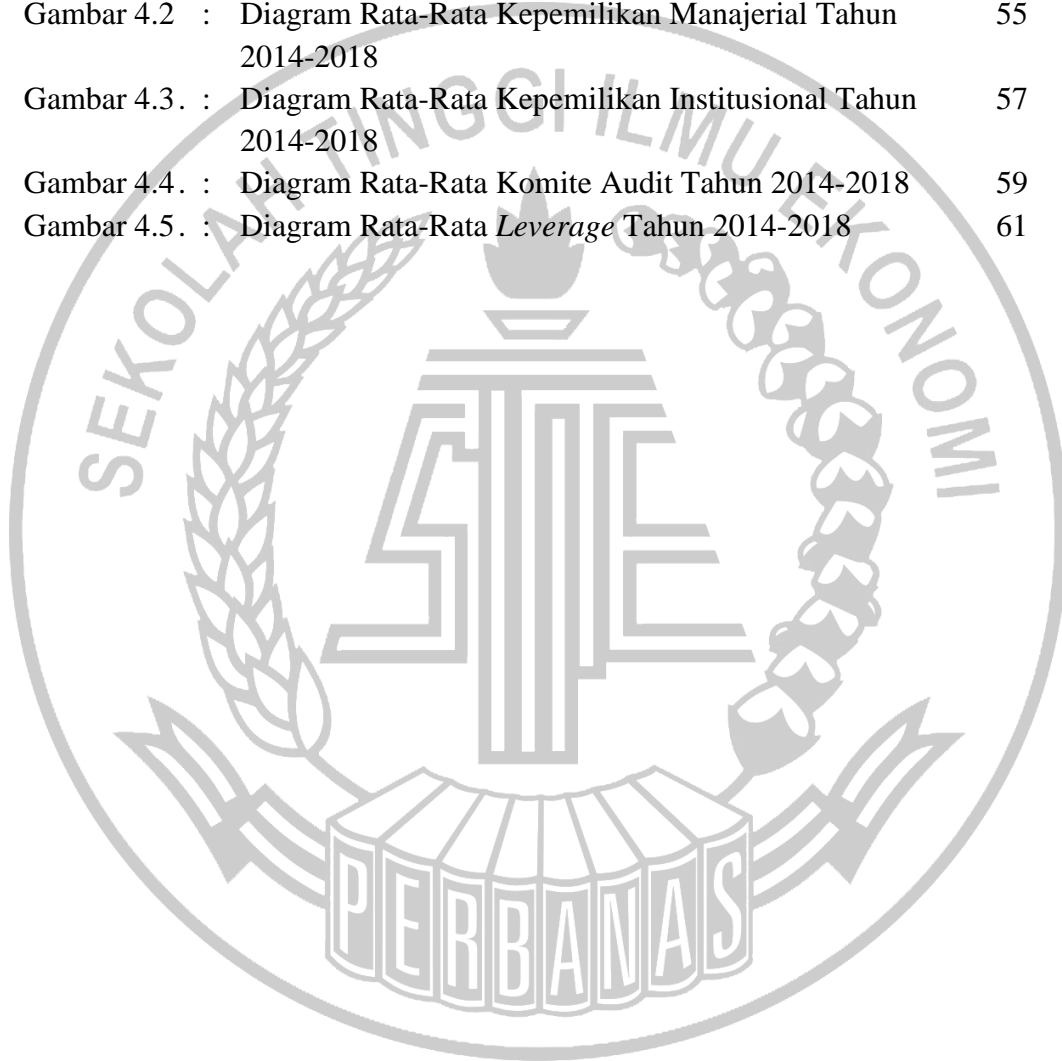 Gambar 4.2 : Diagram Rata-Rata Kepemilikan Manajerial Tahun 55
2014-2018
Gambar 4.3. : Diagram Rata-Rata Kepemilikan Institusional Tahun 57
2014-2018
Gambar 4.4. : Diagram Rata-Rata Komite Audit Tahun 2014-2018 59
Gambar 4.5. : Diagram Rata-Rata Leverage Tahun 2014-2018 61
SEKOLAH TINGGI ILMU EKONOMI
STIE
PERBANAS